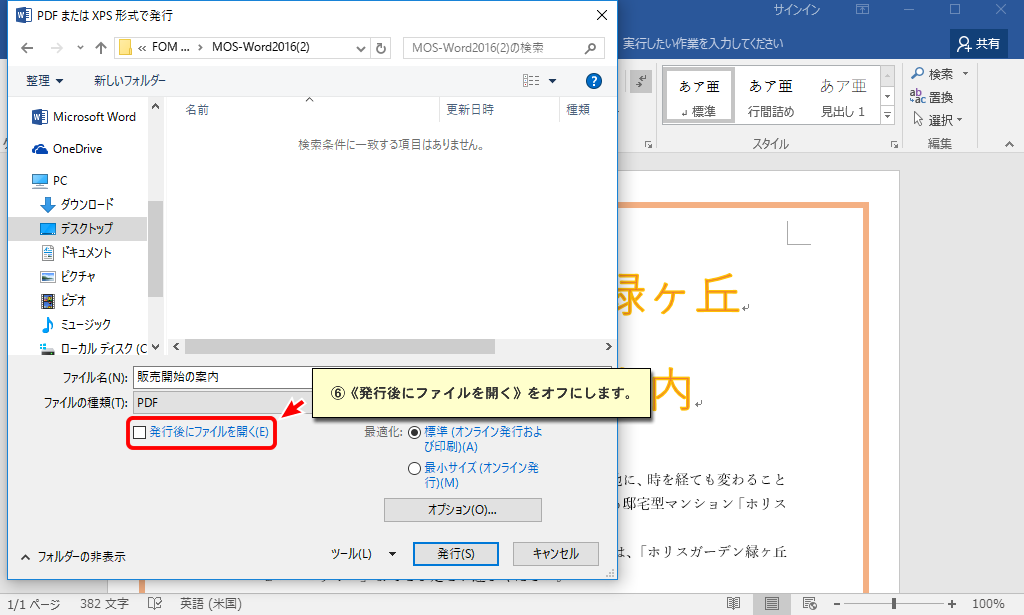 PDF または XPS 形式で発行
サインイン
« FOM ... › MOS-Word2016(2)
MOS-Word2016(2)の検索
実行したい作業を入力してください
共有
整理
新しいフォルダー
Microsoft Word
OneDrive
PC
ダウンロード
デスクトップ
ドキュメント
ピクチャ
ビデオ
ミュージック
ローカル ディスク (C
名前
更新日時
種類
検索条件に一致する項目はありません。
あア亜
標準
あア亜
行間詰め
あア亜
見出し 1
スタイル
検索
置換
選択
編集
緑ヶ丘
内
ファイル名(N):
販売開始の案内
ファイルの種類(T):
PDF
⑥《発行後にファイルを開く》をオフにします。
発行後にファイルを開く(E)
最適化:
標準 (オンライン発行およ
び印刷)(A)
最小サイズ (オンライン発
行)(M)
オプション(O)...
に、時を経ても変わること
邸宅型マンション「ホリス
は、「ホリスガーデン緑ヶ丘
フォルダーの非表示
ツール(L)
発行(S)
キャンセル
1/1 ページ
382 文字
英語 (米国)
100%